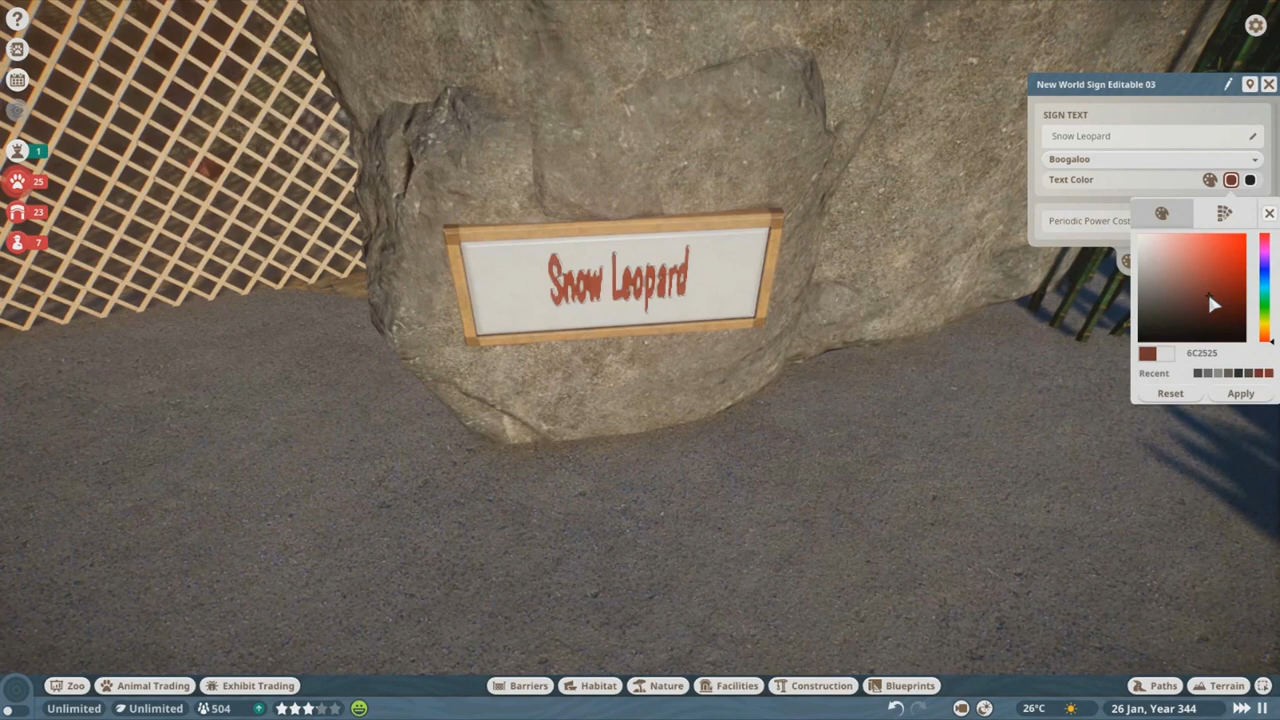 ?
1
25
23
7
Snow Leopard
New World Sign Editable 03
SIGN TEXT
Snow Leopard
Boogaloo
Text Color
Periodic Power Cost
6C2525
Recent
Reset Apply
Zoo Animal Trading Exhibit Trading Barriers Habitat Nature Facilities Construction Blueprints Paths Terrain
Unlimited Unlimited 504 26°C 26 Jan, Year 344